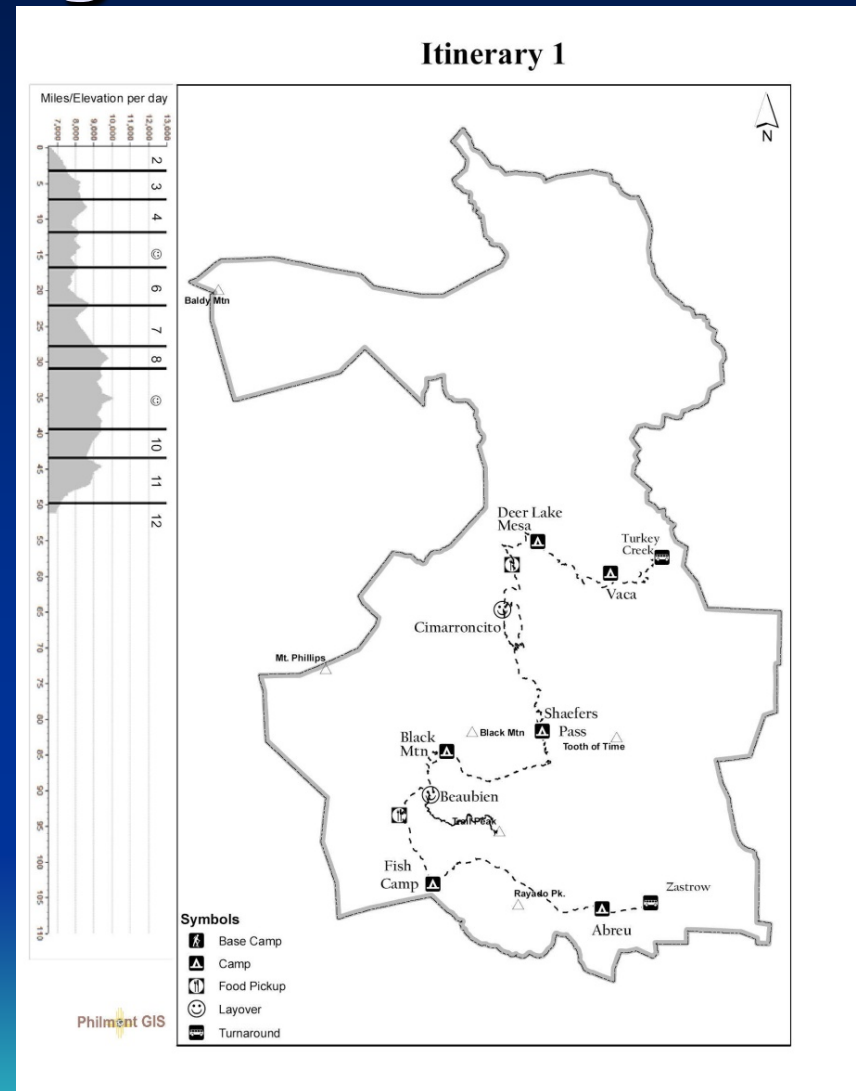 Itinerary 1
Miles/Elevation per day
7,000
8,000
9,000
10,000
11,000
12,000
13,000
0
5
10
15
20
25
30
35
40
45
50
55
60
65
70
75
80
85
90
95
100
105
110
2
3
4
6
7
8
10
11
12
N
Baldy Mtn
Deer Lake
Mesa
Turkey
Creek
Vaca
Cimarroncito
Mt. Phillips
Shaefers
Pass
Black Mtn
Tooth of Time
Black
Mtn
Beaubien
Trail Peak
Fish
Camp
Rayado Pk.
Zastrow
Abreu
Symbols
Base Camp
Camp
Food Pickup
Layover
Turnaround
Philmont GIS